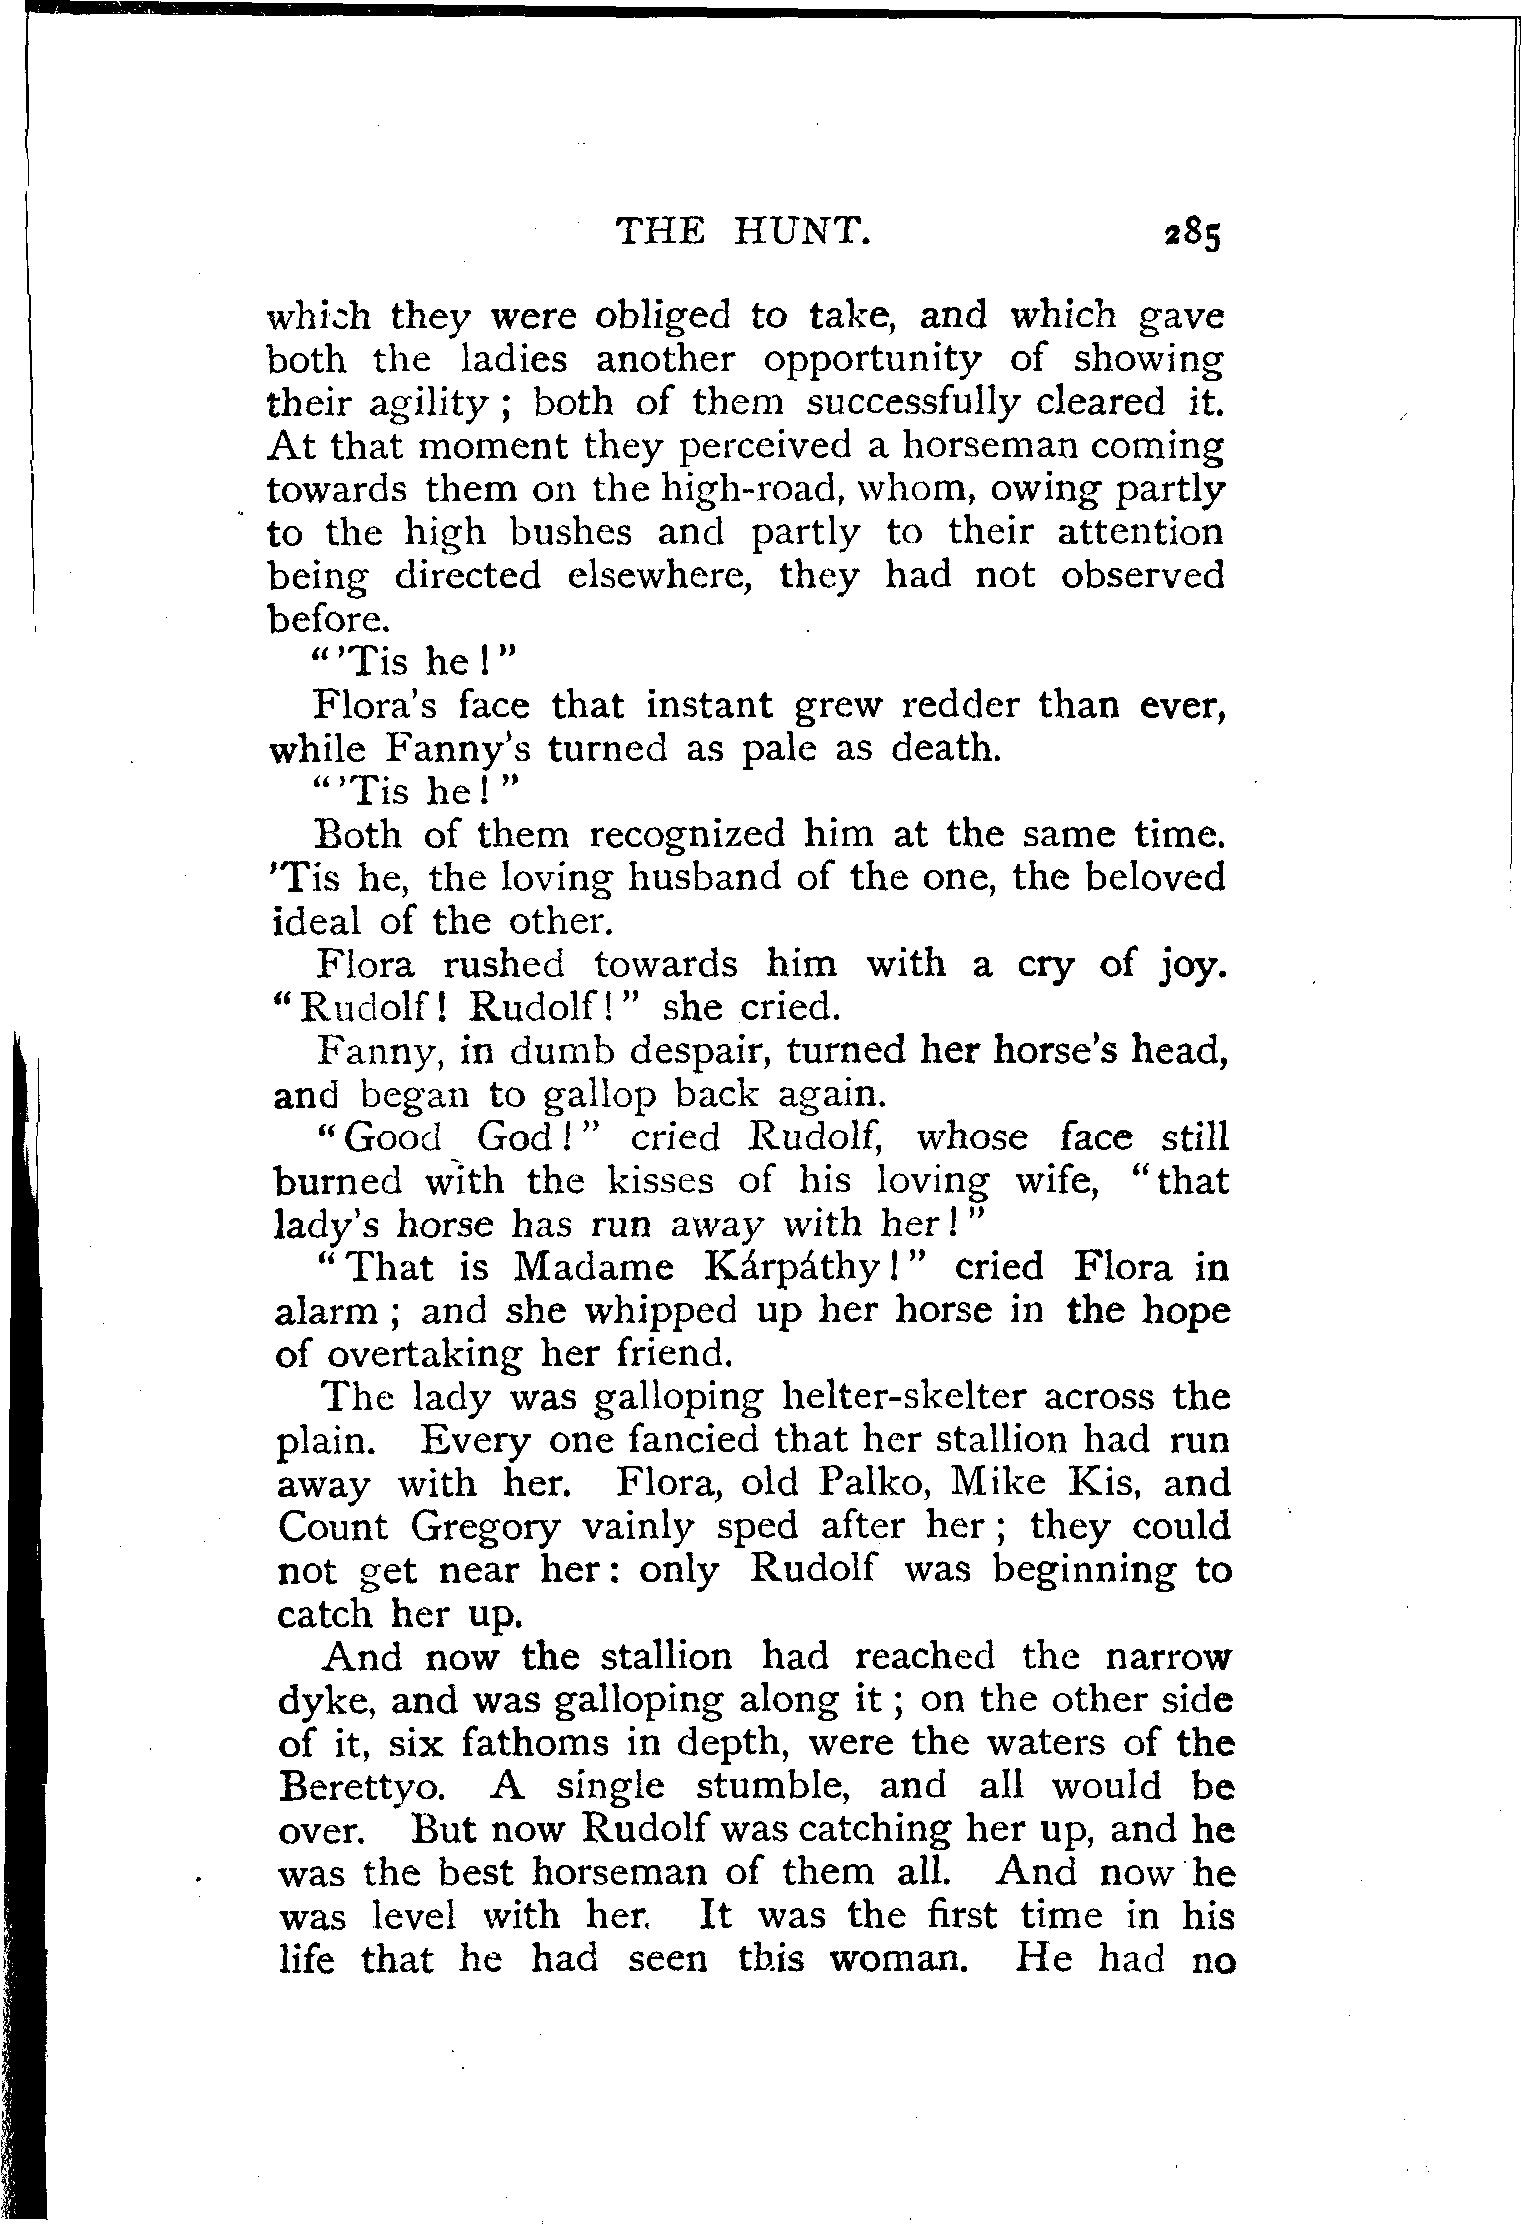 THE HUNT. 285
which they were obliged to take, and which gave
both the ladies another opportunity of showing
their agility ; both of them successfully cleared it.
At that moment they perceived a horseman coming
towards them on the high-road, whom, owing partly
to the high bushes and partly to their attention
being directed elsewhere, they had not observed
before.
"'Tis he !"
Flora's face that instant grew redder than ever,
while Fanny's turned as pale as death.
"'Tis he ! "
Both of them recognized him at the same time.
'Tis he, the loving husband of the one, the beloved
ideal of the other.
Flora rushed towards him with a cry of joy.
"Rudolf! Rudolf!" she cried.
Fanny, in dumb despair, turned her horse's head,
and began to gallop back again.
"Good God!" cried Rudolf, whose face still
burned with the kisses of his loving wife, "that
lady's horse has run away with her!"
"That is Madame Kárpáthy!" cried Flora in
alarm ; and she whipped up her horse in the hope
of overtaking her friend.
The lady was galloping helter-skelter across the
plain. Every one fancied that her stallion had run
away with her. Flora, old Palko, Mike Kis, and
Count Gregory vainly sped after her ; they could
not get near her : only Rudolf was beginning to
catch her up.
And now the stallion had reached the narrow
dyke, and was galloping along it ; on the other side
of it, six fathoms in depth, were the waters of the
Berettyo. A single stumble, and all would be
over. But now Rudolf was catching her up, and he
was the best horseman of them all. And now he
was level with her. It was the first time in his
life that he had seen this woman. He had no